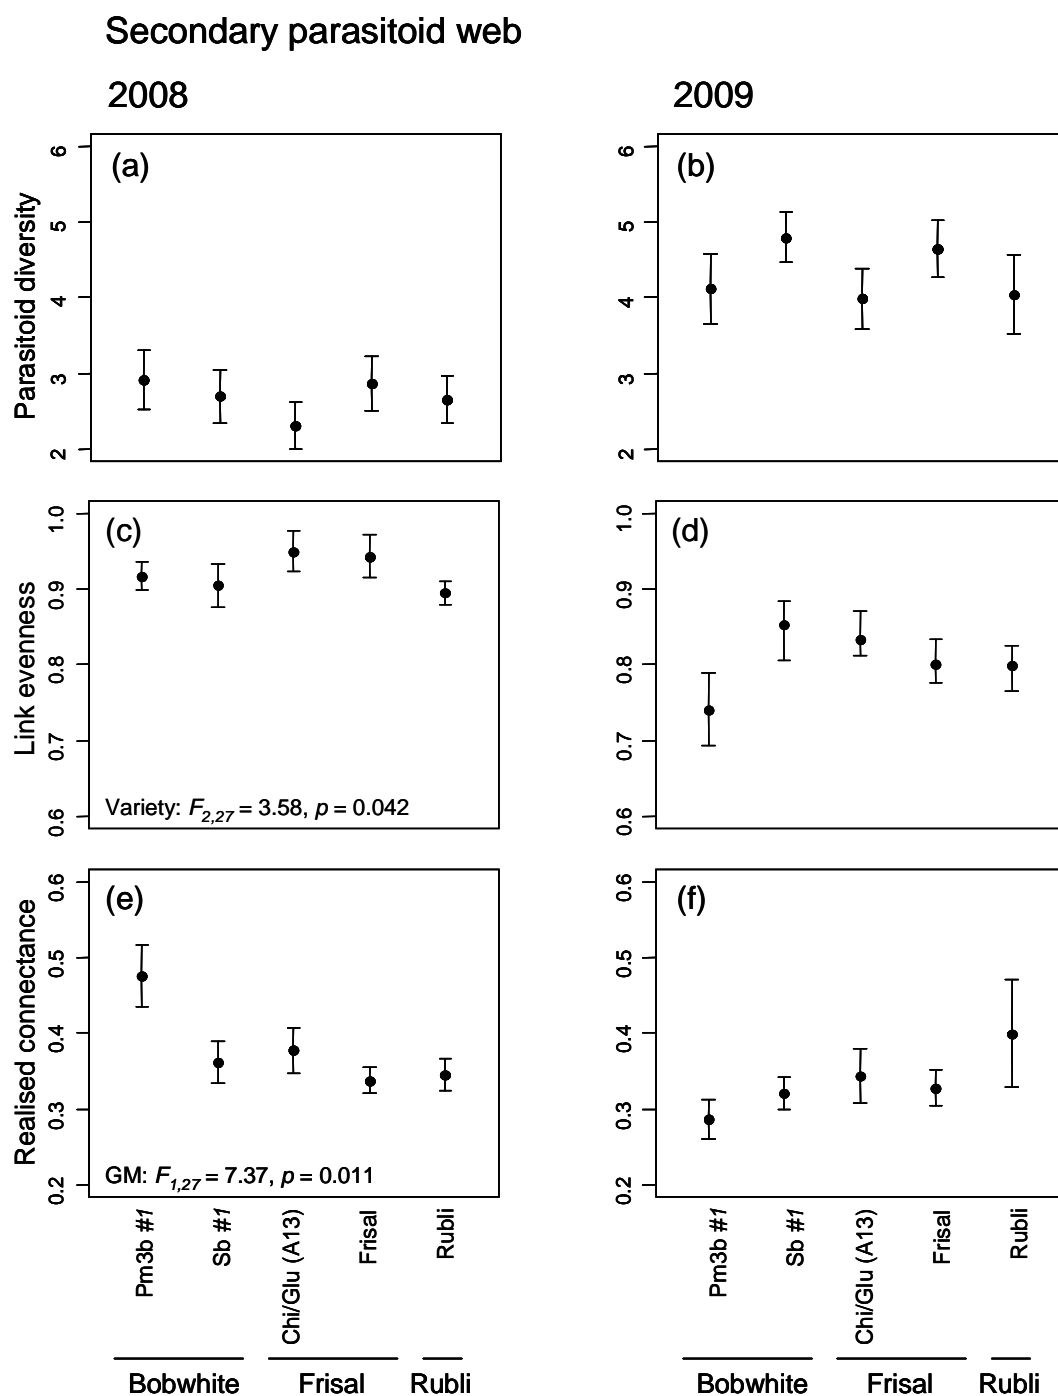 Secondary parasitoid web
2008
2009
Parasitoid diversity
6
5
4
3
2
(a)
6
5
4
3
2
(b)
Link evenness
1.0
0.9
0.8
0.7
0.6
(c)
Variety: F2,27 = 3.58, p = 0.042
1.0
0.9
0.8
0.7
0.6
(d)
Realised connectance
0.6
0.5
0.4
0.3
0.2
(e)
GM: F1,27 = 7.37, p = 0.011
0.6
0.5
0.4
0.3
0.2
(f)
Pm3b #1
Sb #1
Chi/Glu (A13)
Frisal
Rubli
Pm3b #1
Sb #1
Chi/Glu (A13)
Frisal
Rubli
Bobwhite
Frisal
Rubli
Bobwhite
Frisal
Rubli